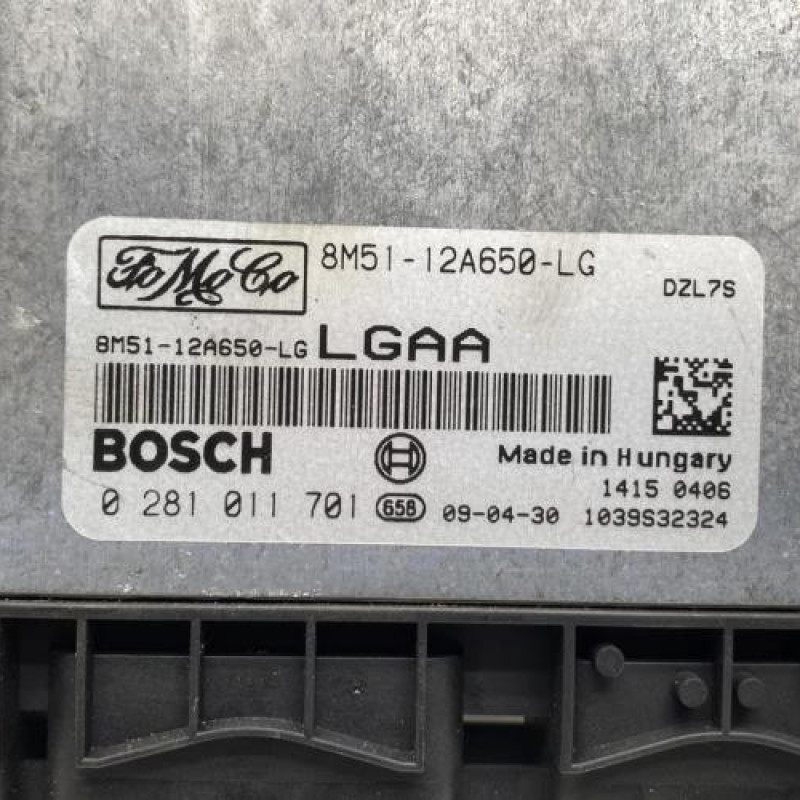 FoMoCo 8M51-12A650-LG
DZL7S
8M51-12A650-LG LGAA
BOSCH Made in Hungary
1415 0406
0 281 011 701 658 09-04-30 1039S32324